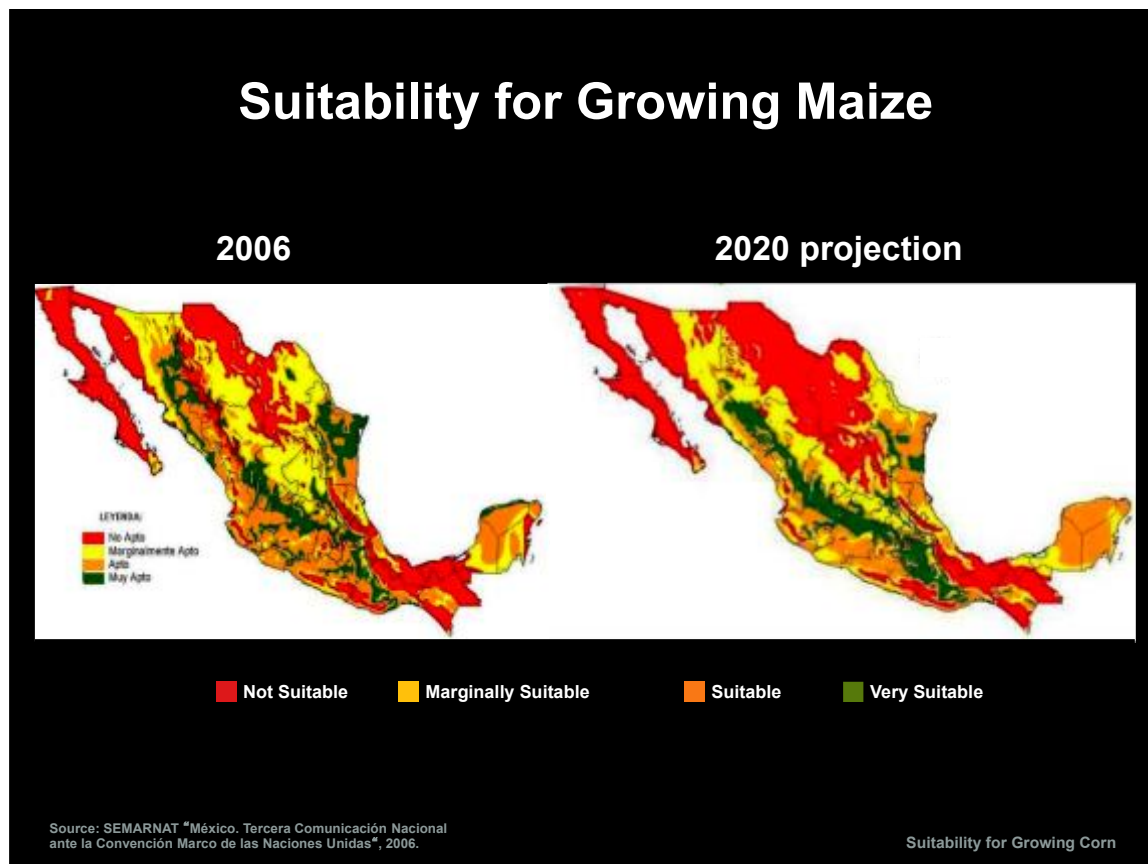 Suitability for Growing Maize
2006
2020 projection
LEYENDA:
No Apto
Marginalmente Apto
Apto
Muy Apto
Not Suitable
Marginally Suitable
Suitable
Very Suitable
Source: SEMARNAT “México. Tercera Comunicación Nacional
ante la Convención Marco de las Naciones Unidas“, 2006.
Suitability for Growing Corn